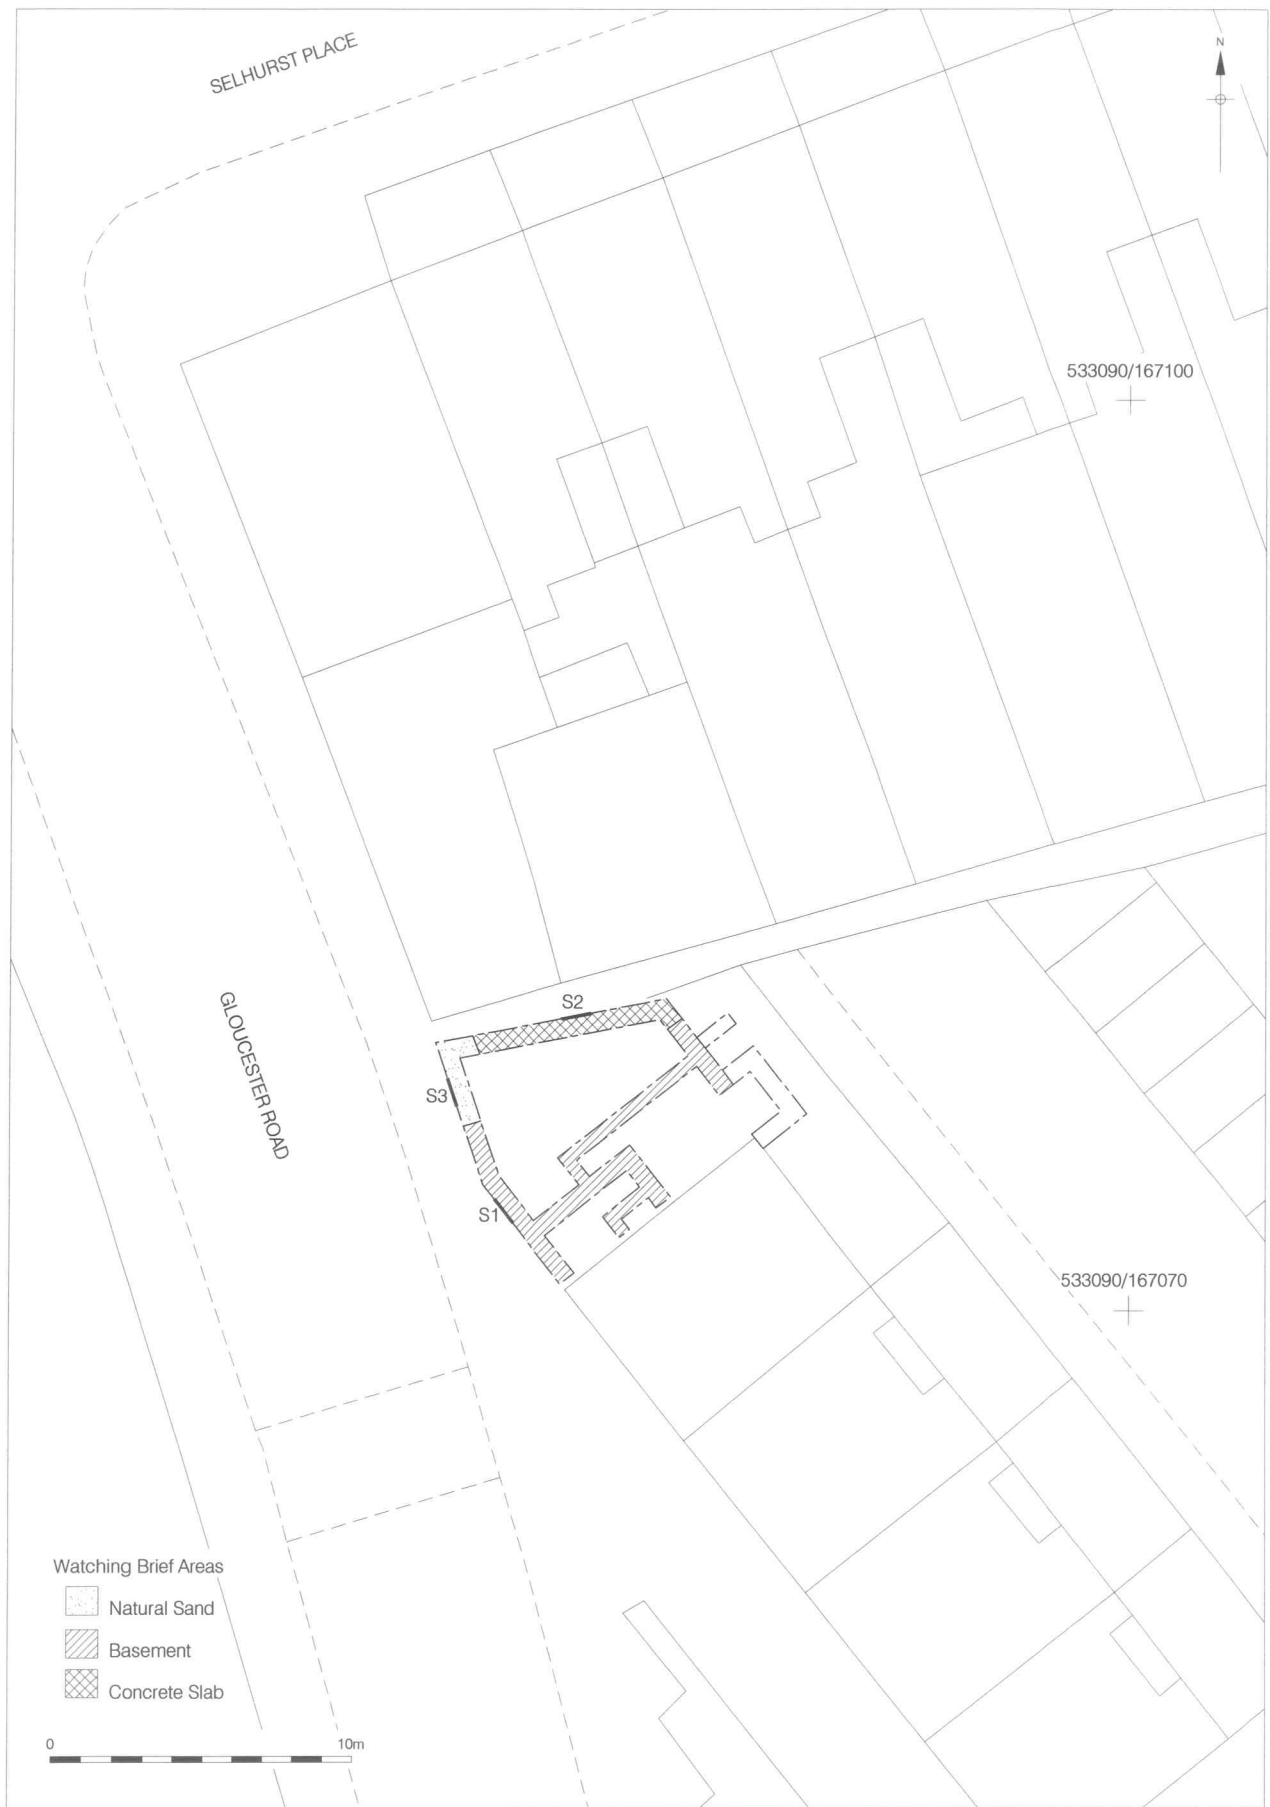 SELHURST PLACE
N
533090/167100
S2
GLOUCESTER ROAD
S3
S1
533090/167070
Watching Brief Areas
Natural Sand
Basement
Concrete Slab
0 10m